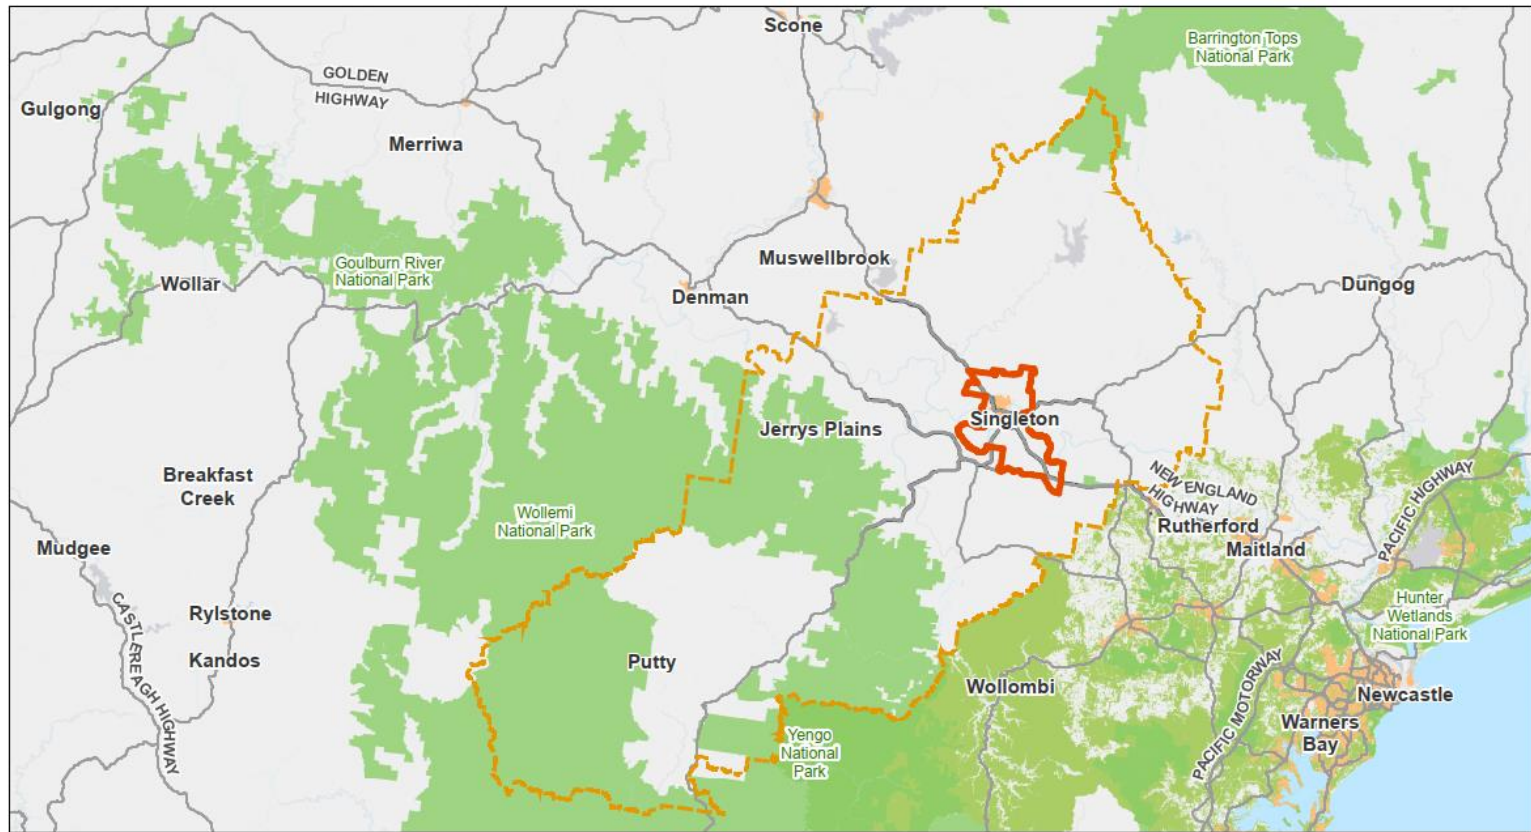 Scone
Barrington Tops
National Park
GOLDEN
HIGHWAY
Gulgong
Merriwa
Muswellbrook
Goulburn River
National Park
Wollar
Denman
Dungog
Singleton
Jerrys Plains
Breakfast
Creek
NEW ENGLAND
HIGHWAY
PACIFIC HIGHWAY
Wollemi
National Park
Rutherford
Maitland
Mudgee
CASTLEREAGH HIGHWAY
Rylstone
Hunter
Wetlands
National Park
Kandos
Putty
Wollombi
PACIFIC MOTORWAY
Newcastle
Warners
Bay
Yengo
National
Park